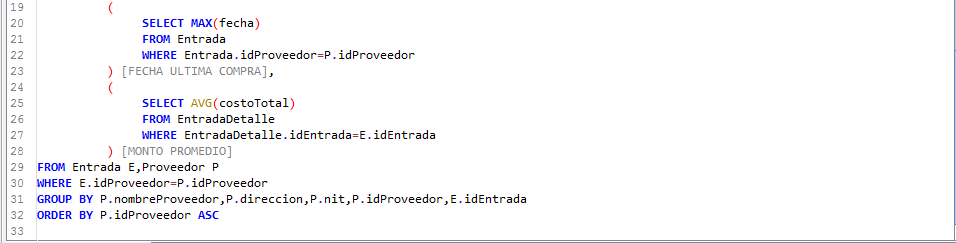 19 (
20 SELECT MAX(fecha)
21 FROM Entrada
22 WHERE Entrada.idProveedor=P.idProveedor
23 ) [FECHA ULTIMA COMPRA],
24 (
25 SELECT AVG(costoTotal)
26 FROM EntradaDetalle
27 WHERE EntradaDetalle.idEntrada=E.idEntrada
28 ) [MONTO PROMEDIO]
29 FROM Entrada E,Proveedor P
30 WHERE E.idProveedor=P.idProveedor
31 GROUP BY P.nombreProveedor,P.direccion,P.nit,P.idProveedor,E.idEntrada
32 ORDER BY P.idProveedor ASC
33